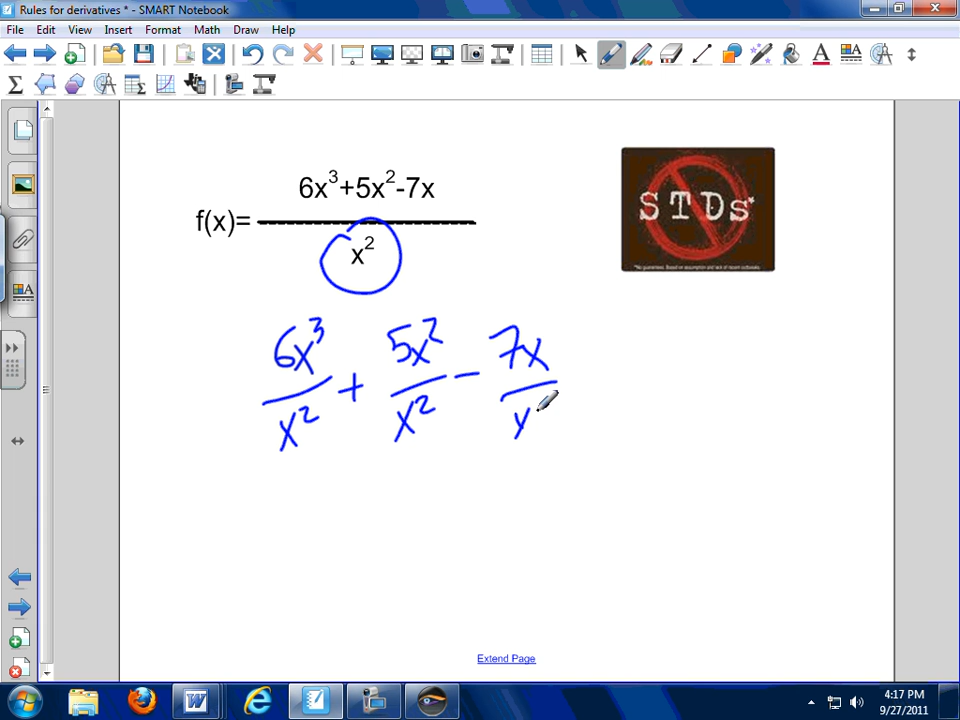 Rules for derivatives * - SMART Notebook
File Edit View Insert Format Math Draw Help
6x³+5x²-7x
f(x)= --------------------
x²
STDs*
6x³/x² + 5x²/x² - 7x/x
Extend Page
4:17 PM
9/27/2011